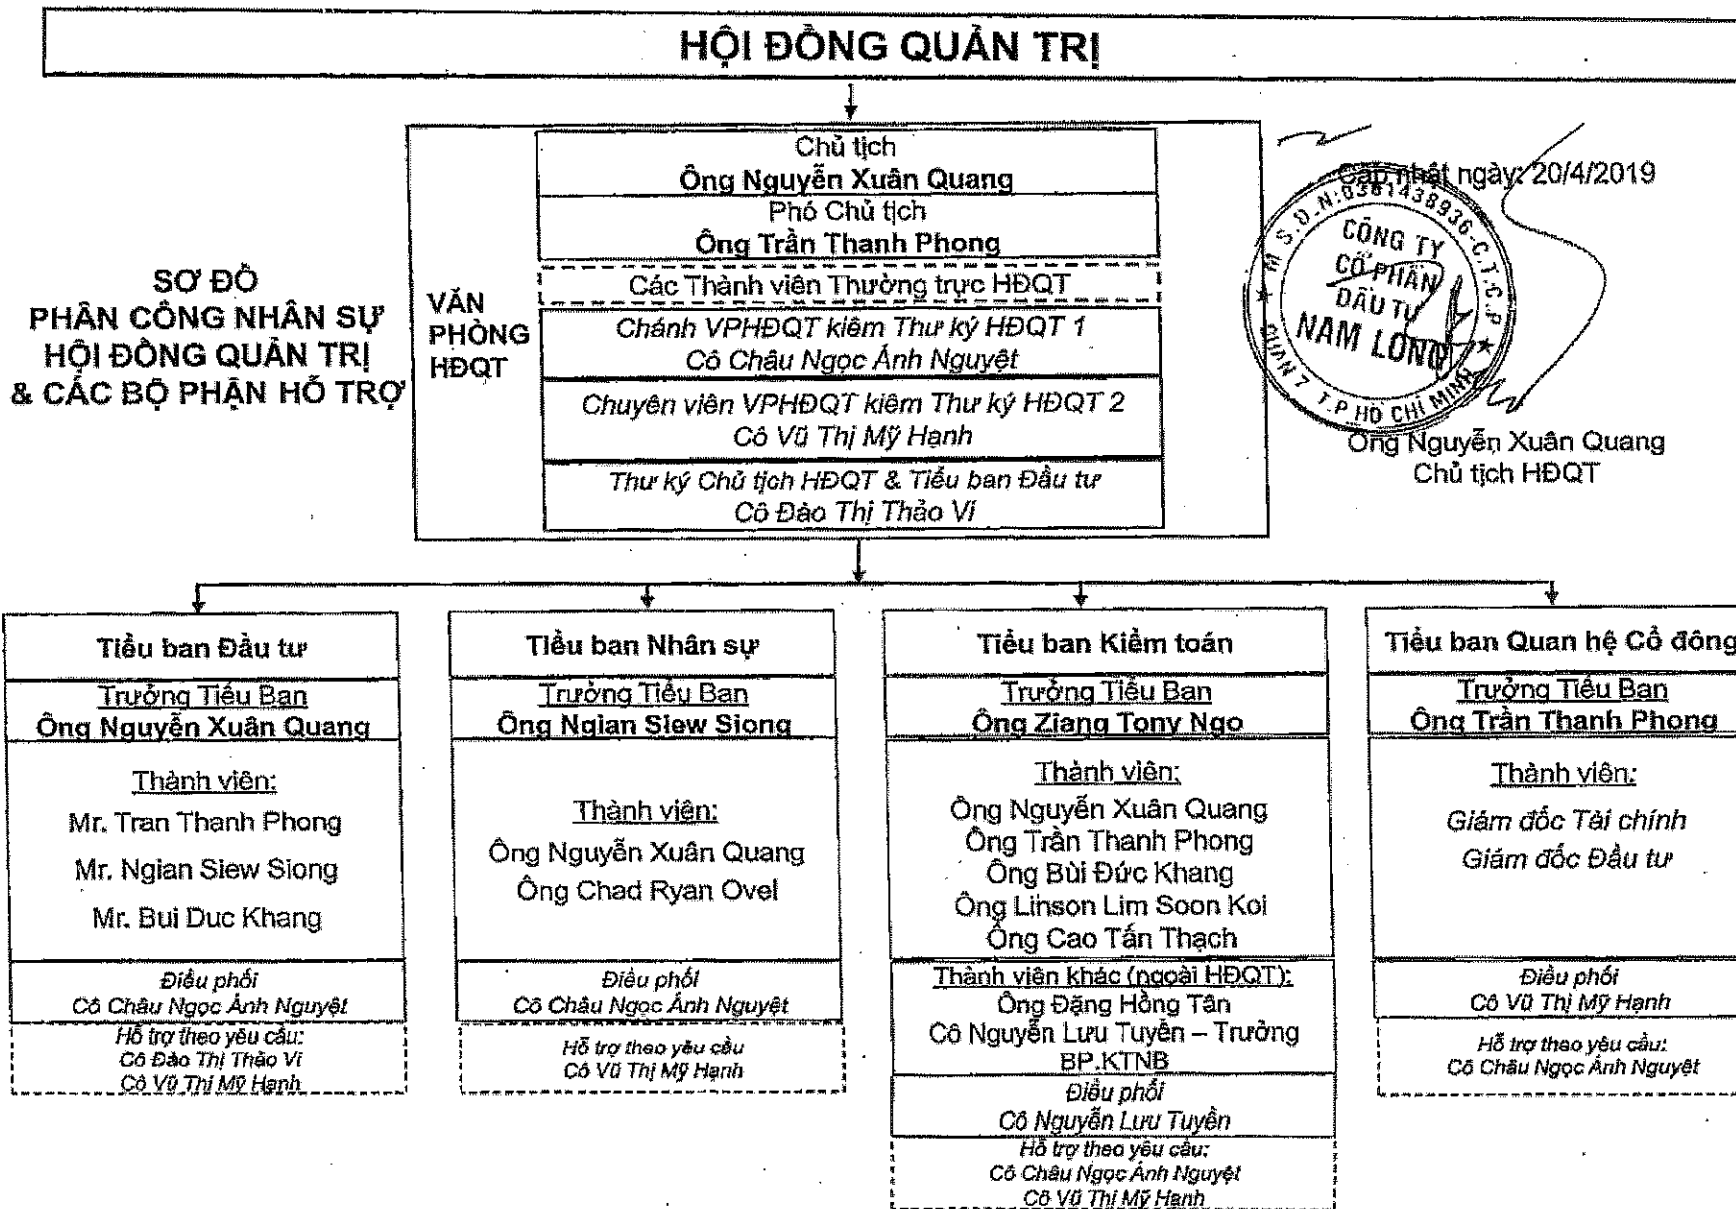 HỘI ĐỒNG QUẢN TRỊ
Chủ tịch
Ông Nguyễn Xuân Quang
Phó Chủ tịch
Ông Trần Thanh Phong
Các Thành viên Thường trực HĐQT
VĂN
PHÒNG
HĐQT
Chánh VPHĐQT kiêm Thư ký HĐQT 1
Cô Châu Ngọc Ánh Nguyệt
Chuyên viên VPHĐQT kiêm Thư ký HĐQT 2
Cô Vũ Thị Mỹ Hạnh
Thư ký Chủ tịch HĐQT & Tiểu ban Đầu tư
Cô Đào Thị Thảo Vi
SƠ ĐỒ
PHÂN CÔNG NHÂN SỰ
HỘI ĐỒNG QUẢN TRỊ
& CÁC BỘ PHẬN HỖ TRỢ
Cập nhật ngày: 20/4/2019
M.S.D.N:0301438936-C.T.C.P
CÔNG TY
CỔ PHẦN
ĐẦU TƯ
NAM LONG
QUẬN 7 T.P HỒ CHÍ MINH
Ông Nguyễn Xuân Quang
Chủ tịch HĐQT
Tiểu ban Đầu tư
Trưởng Tiểu Ban
Ông Nguyễn Xuân Quang
Thành viên:
Mr. Tran Thanh Phong
Mr. Ngian Siew Siong
Mr. Bui Duc Khang
Điều phối
Cô Châu Ngọc Ánh Nguyệt
Hỗ trợ theo yêu cầu:
Cô Đào Thị Thảo Vi
Cô Vũ Thị Mỹ Hạnh
Tiểu ban Nhân sự
Trưởng Tiểu Ban
Ông Ngian Siew Siong
Thành viên:
Ông Nguyễn Xuân Quang
Ông Chad Ryan Ovel
Điều phối
Cô Châu Ngọc Ánh Nguyệt
Hỗ trợ theo yêu cầu
Cô Vũ Thị Mỹ Hạnh
Tiểu ban Kiểm toán
Trưởng Tiểu Ban
Ông Ziang Tony Ngo
Thành viên:
Ông Nguyễn Xuân Quang
Ông Trần Thanh Phong
Ông Bùi Đức Khang
Ông Linson Lim Soon Koi
Ông Cao Tấn Thạch
Thành viên khác (ngoài HĐQT):
Ông Đặng Hồng Tân
Cô Nguyễn Lưu Tuyền – Trưởng
BP.KTNB
Điều phối
Cô Nguyễn Lưu Tuyền
Hỗ trợ theo yêu cầu:
Cô Châu Ngọc Ánh Nguyệt
Cô Vũ Thị Mỹ Hạnh
Tiểu ban Quan hệ Cổ đông
Trưởng Tiểu Ban
Ông Trần Thanh Phong
Thành viên:
Giám đốc Tài chính
Giám đốc Đầu tư
Điều phối
Cô Vũ Thị Mỹ Hạnh
Hỗ trợ theo yêu cầu:
Cô Châu Ngọc Ánh Nguyệt